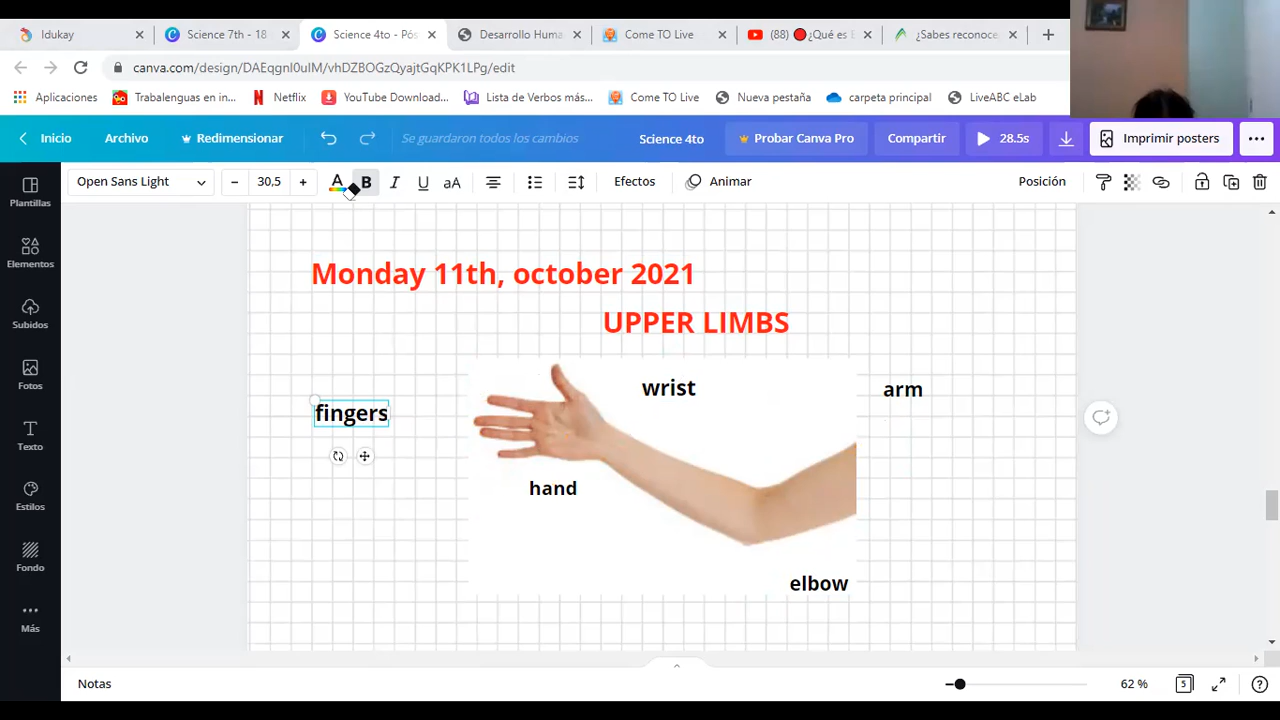 Idukay
Science 7th - 18
Science 4to - Pós
Desarrollo Huma
Come TO Live
(88) ¿Qué es
¿Sabes reconoce
canva.com/design/DAEqgnI0uIM/vhDZBOGzQyajtGqKPK1LPg/edit
Aplicaciones
Trabalenguas en in...
Netflix
YouTube Download...
Lista de Verbos más...
Come TO Live
Nueva pestaña
carpeta principal
LiveABC eLab
Inicio
Archivo
Redimensionar
Se guardaron todos los cambios
Science 4to
Probar Canva Pro
Compartir
28.5s
Imprimir posters
Open Sans Light
30,5
A
B
I
U
aA
Efectos
Animar
Posición
Plantillas
Elementos
Subidos
Fotos
Texto
Estilos
Fondo
Más
Monday 11th, october 2021
UPPER LIMBS
wrist
arm
fingers
hand
elbow
Notas
62 %
5